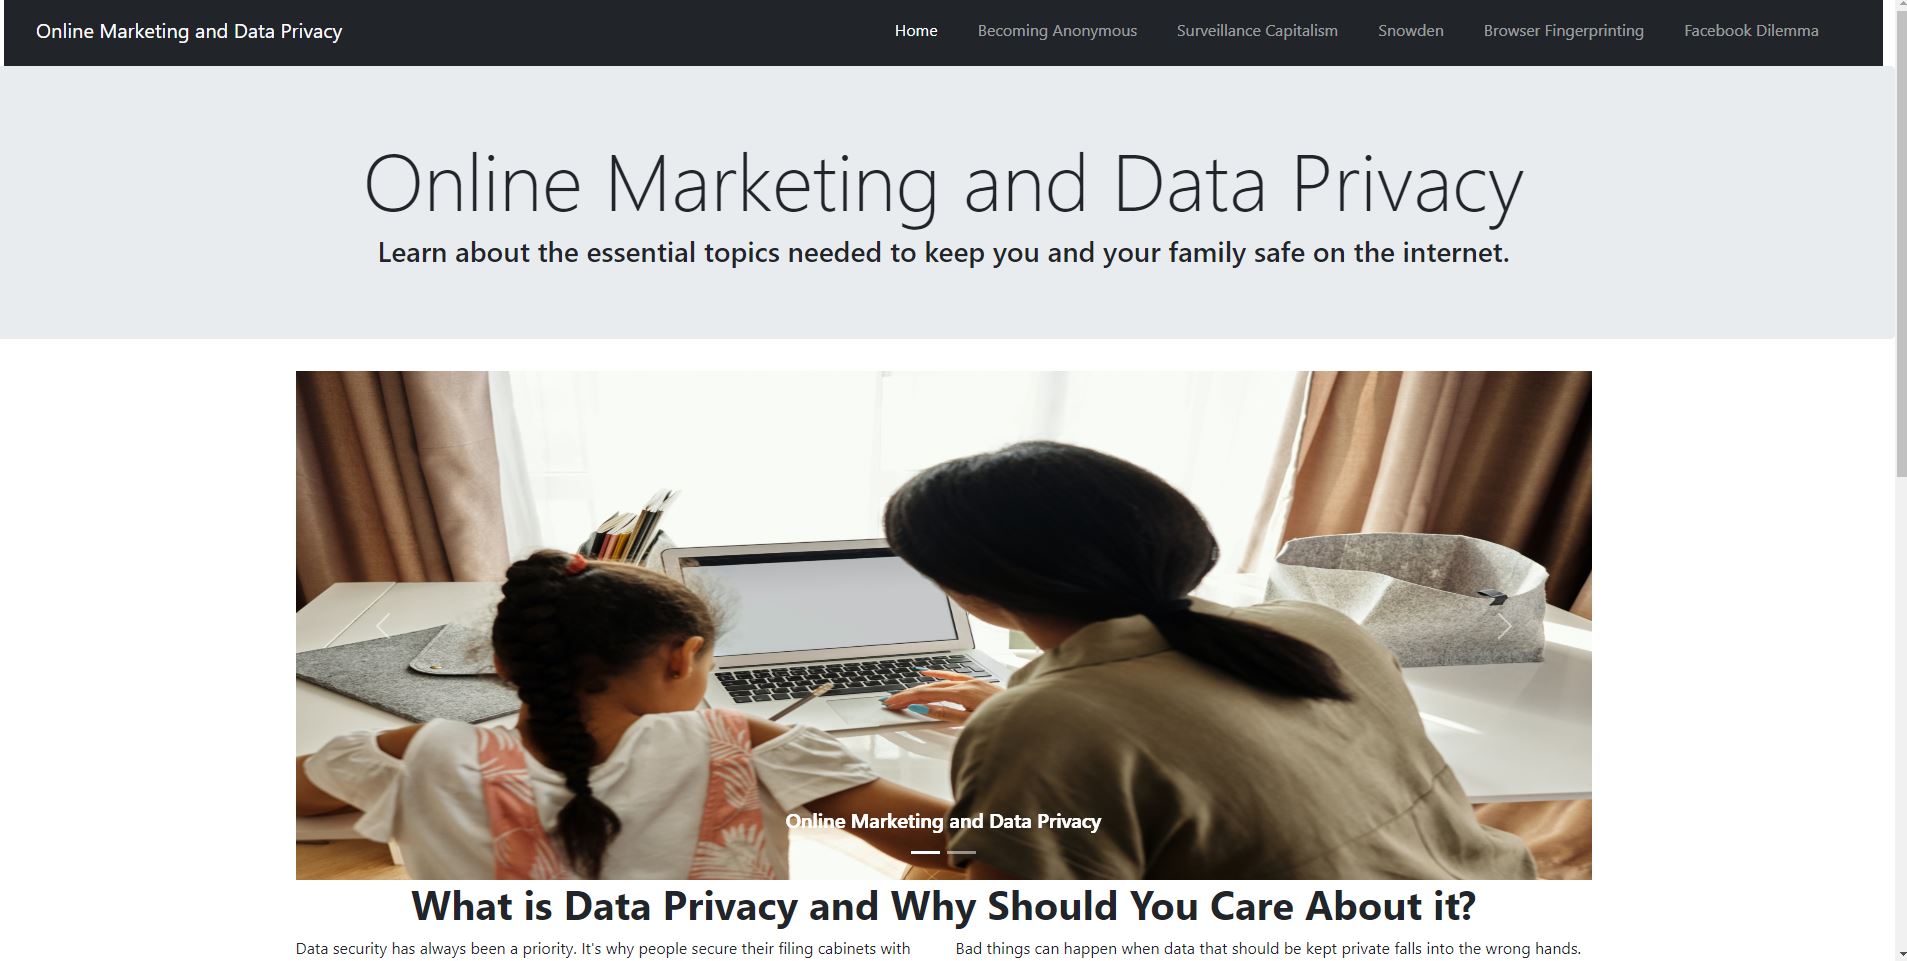 Online Marketing and Data Privacy
Home
Becoming Anonymous
Surveillance Capitalism
Snowden
Browser Fingerprinting
Facebook Dilemma
Online Marketing and Data Privacy
Learn about the essential topics needed to keep you and your family safe on the internet.
Online Marketing and Data Privacy
What is Data Privacy and Why Should You Care About it?
Data security has always been a priority. It's why people secure their filing cabinets with
Bad things can happen when data that should be kept private falls into the wrong hands.